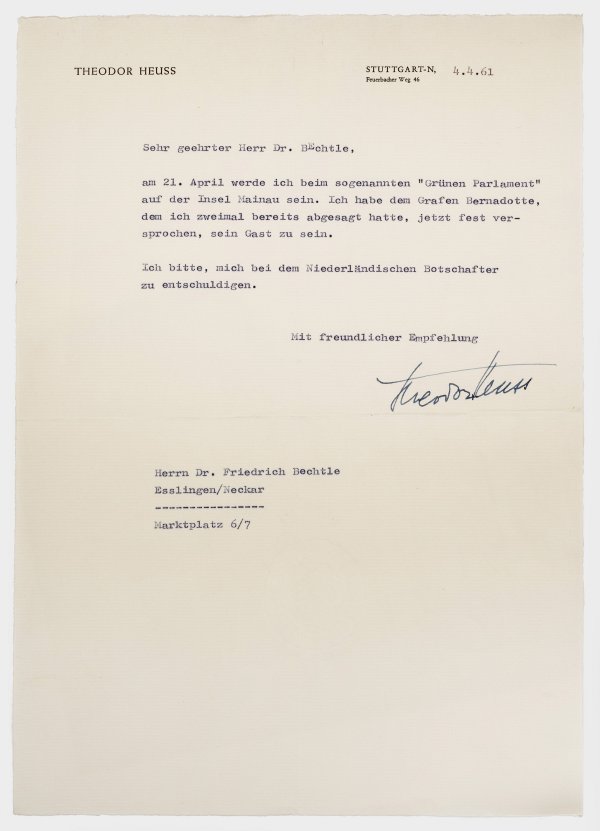 THEODOR HEUSS
STUTTGART-N, 4.4.61
Feuerbacher Weg 46
Sehr geehrter Herr Dr. BEchtle,
am 21. April werde ich beim sogenannten "Grünen Parlament"
auf der Insel Mainau sein. Ich habe dem Grafen Bernadotte,
dem ich zweimal bereits abgesagt hatte, jetzt fest ver-
sprochen, sein Gast zu sein.
Ich bitte, mich bei dem Niederländischen Botschafter
zu entschuldigen.
Mit freundlicher Empfehlung
Theodor Heuss
Herrn Dr. Friedrich Bechtle
Esslingen/Neckar
-----------------
Marktplatz 6/7